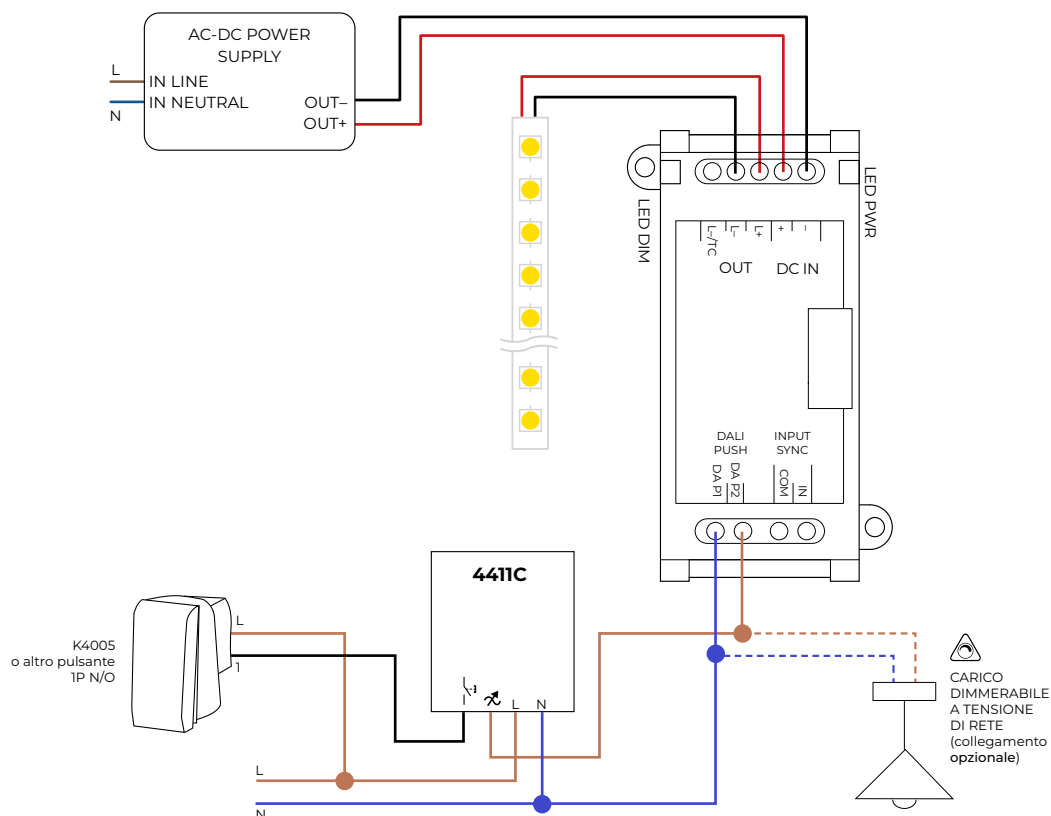 AC-DC POWER
SUPPLY
L
IN LINE
IN NEUTRAL
N
OUT–
OUT+
LED DIM
LED PWR
L–/TC
L–
L+
+
–
OUT
DC IN
DALI
PUSH
INPUT
SYNC
DA P1
DA P2
COM
IN
4411C
K4005
o altro pulsante
1P N/O
L
1
L
N
L
N
CARICO
DIMMERABILE
A TENSIONE
DI RETE
(collegamento
opzionale)